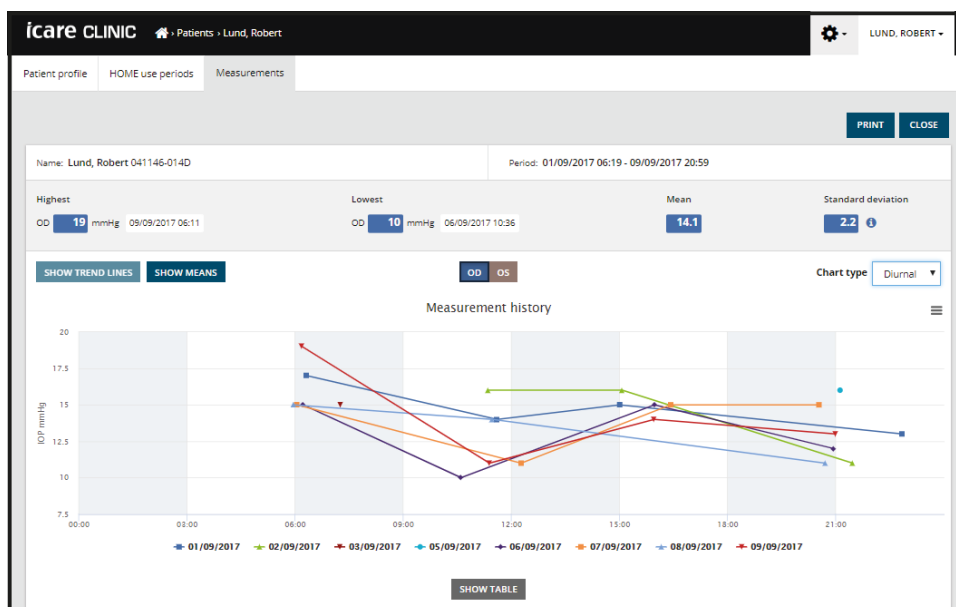 icare CLINIC › Patients › Lund, Robert LUND, ROBERT
Patient profile HOME use periods Measurements
PRINT CLOSE
Name: Lund, Robert 041146-014D Period: 01/09/2017 06:19 - 09/09/2017 20:59
Highest Lowest Mean Standard deviation
OD 19 mmHg 09/09/2017 06:11 OD 10 mmHg 06/09/2017 10:36 14.1 2.2 i
SHOW TREND LINES SHOW MEANS OD OS Chart type Diurnal
Measurement history
20
17.5
15
12.5
10
7.5
IOP mmHg
00:00 03:00 06:00 09:00 12:00 15:00 18:00 21:00
01/09/2017 02/09/2017 03/09/2017 05/09/2017 06/09/2017 07/09/2017 08/09/2017 09/09/2017
SHOW TABLE